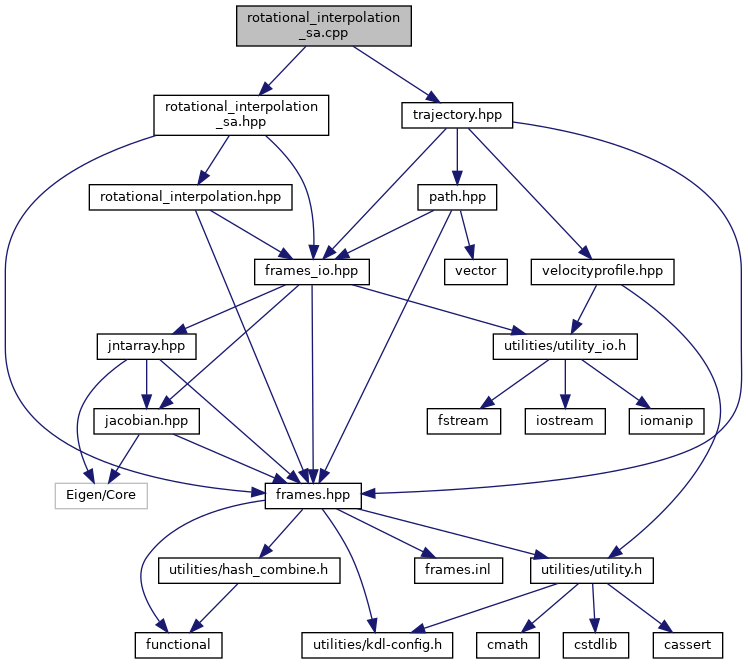 rotational_interpolation
_sa.cpp
rotational_interpolation
_sa.hpp
trajectory.hpp
rotational_interpolation.hpp
path.hpp
frames_io.hpp
vector
velocityprofile.hpp
jntarray.hpp
utilities/utility_io.h
jacobian.hpp
fstream
iostream
iomanip
Eigen/Core
frames.hpp
utilities/hash_combine.h
frames.inl
utilities/utility.h
functional
utilities/kdl-config.h
cmath
cstdlib
cassert